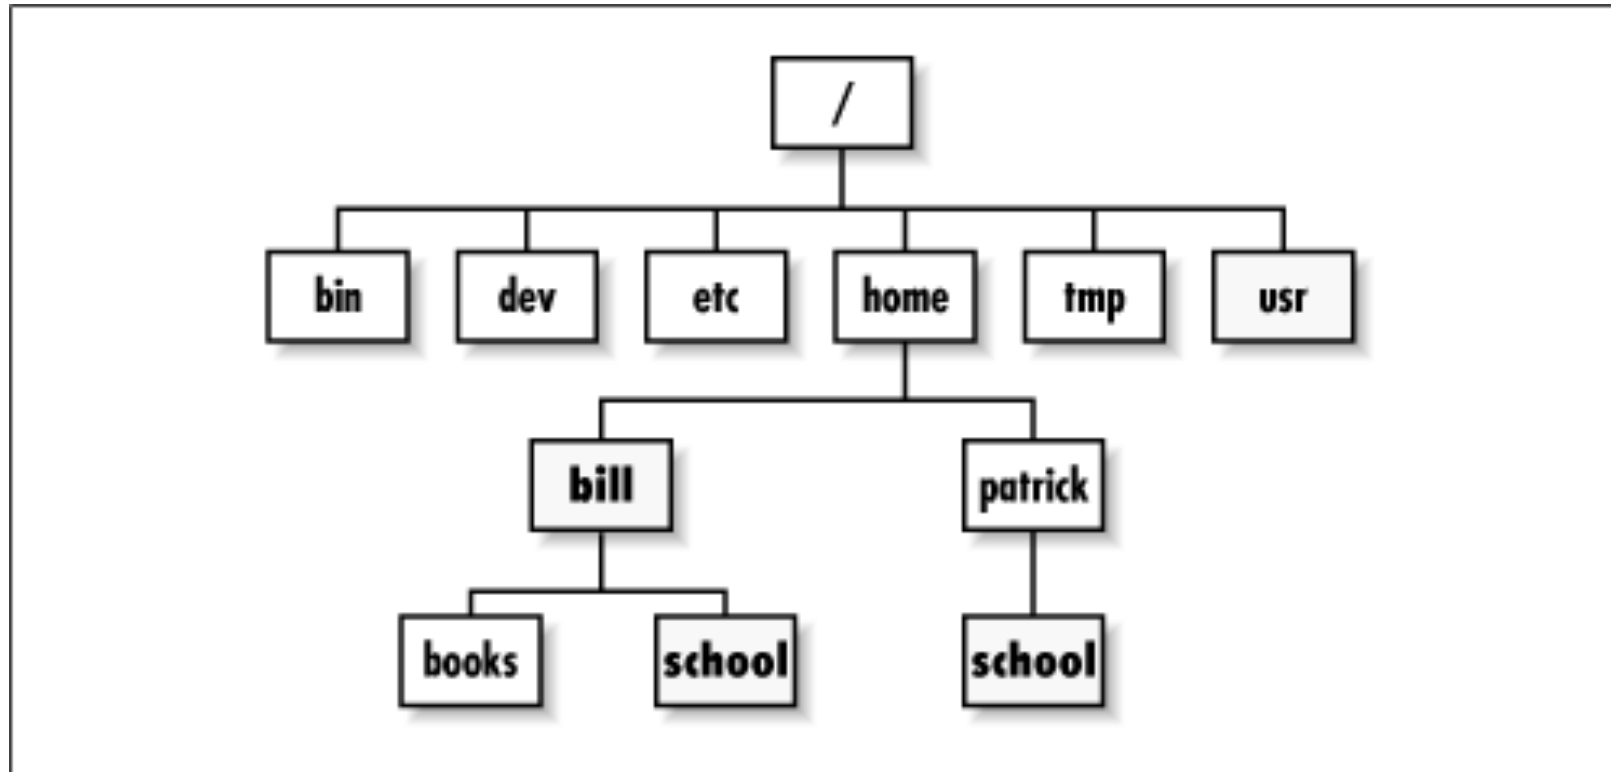 /
bin dev etc home tmp usr
bill patrick
books school school